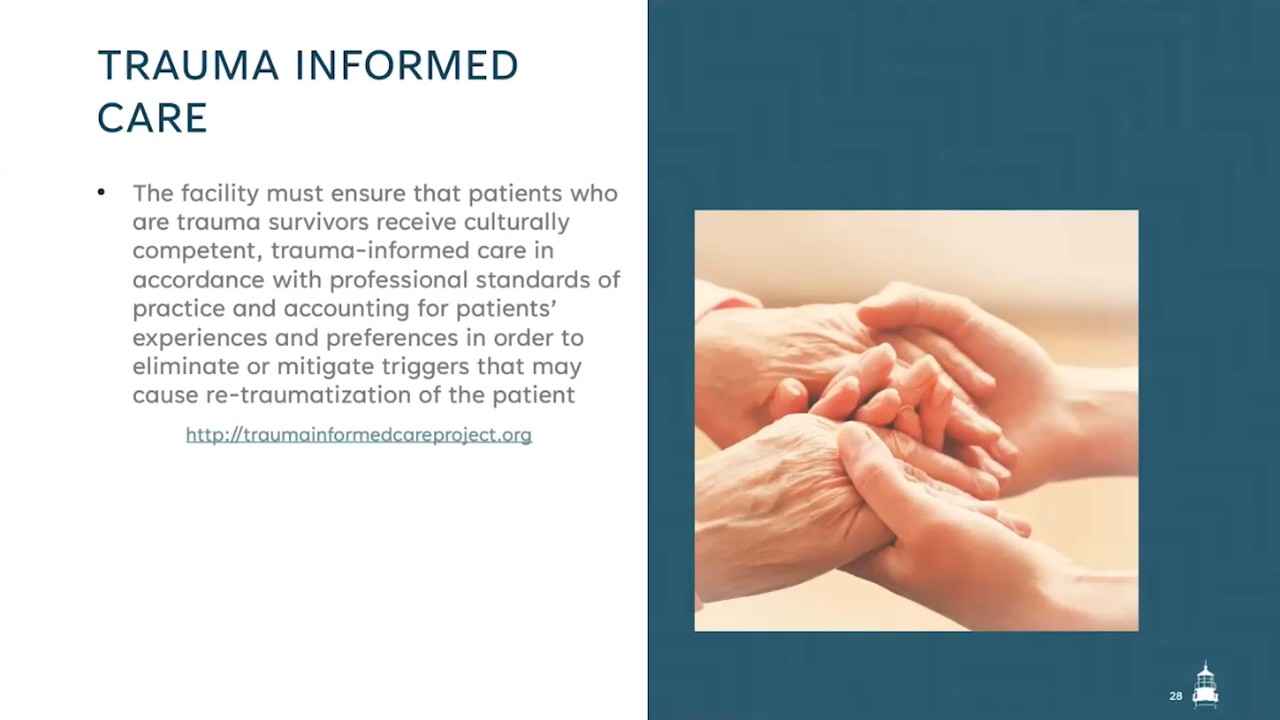 TRAUMA INFORMED
CARE
• The facility must ensure that patients who
are trauma survivors receive culturally
competent, trauma-informed care in
accordance with professional standards of
practice and accounting for patients’
experiences and preferences in order to
eliminate or mitigate triggers that may
cause re-traumatization of the patient
http://traumainformedcareproject.org
28